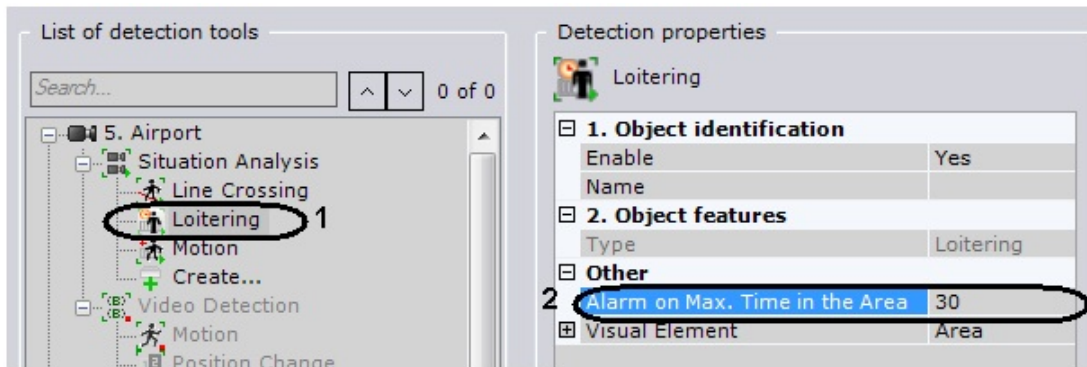 List of detection tools
Search...
0 of 0
5. Airport
Situation Analysis
Line Crossing
Loitering
1
Motion
Create...
Video Detection
Motion
Position Change
Detection properties
Loitering
1. Object identification
Enable Yes
Name
2. Object features
Type Loitering
Other
2 Alarm on Max. Time in the Area 30
Visual Element Area